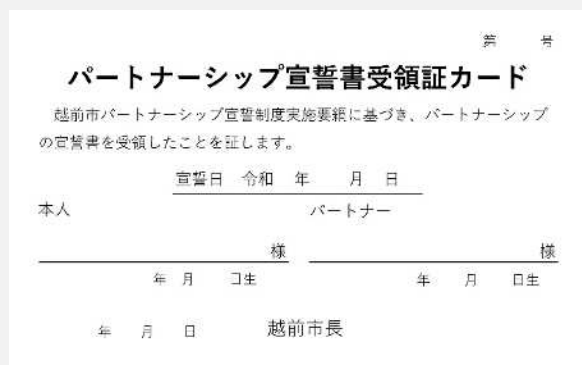 第　　号
パートナーシップ宣誓書受領証カード
越前市パートナーシップ宣誓制度実施要綱に基づき、パートナーシップ
の宣誓書を受領したことを証します。
宣誓日　令和　年　　月　日
本人　　　　　　　　パートナー
様　　　　　　　　様
年　月　　日生　　　　　　　　年　　月　　日生
年　　月　　日　　　越前市長